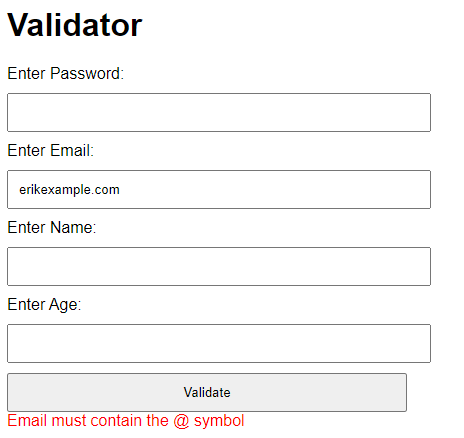 Validator
Enter Password:
Enter Email:
erikexample.com
Enter Name:
Enter Age:
Validate
Email must contain the @ symbol